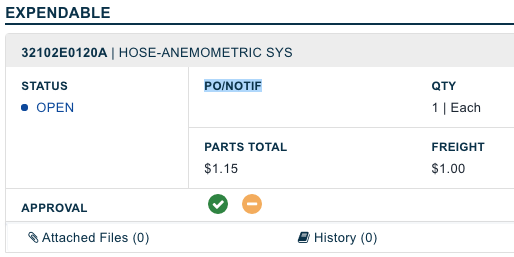 EXPENDABLE
32102E0120A | HOSE-ANEMOMETRIC SYS
STATUS
OPEN
PO/NOTIF
QTY
1 | Each
PARTS TOTAL
$1.15
FREIGHT
$1.00
APPROVAL
Attached Files (0)
History (0)